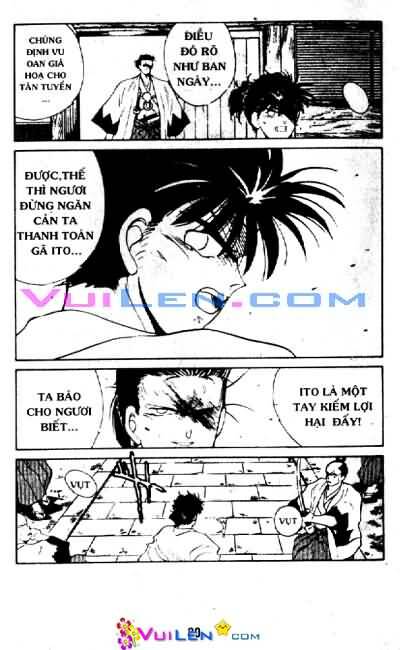 CHÚNG
ĐỊNH VU
OAN GIÁ
HỌA CHO
TÂN TUYỂN
...
ĐIỀU
ĐÓ RÕ
NHƯ BAN
NGÀY...
ĐƯỢC, THẾ
THÌ NGƯƠI
ĐỪNG NGĂN
CẢN TA
THANH TOÁN
GÃ ITO...
VUILEN.COM
TA BẢO
CHO NGƯƠI
BIẾT...
ITO LÀ MỘT
TAY KIẾM LỢI
HẠI ĐẤY!
VỤT
VỤT
VUILEN.COM